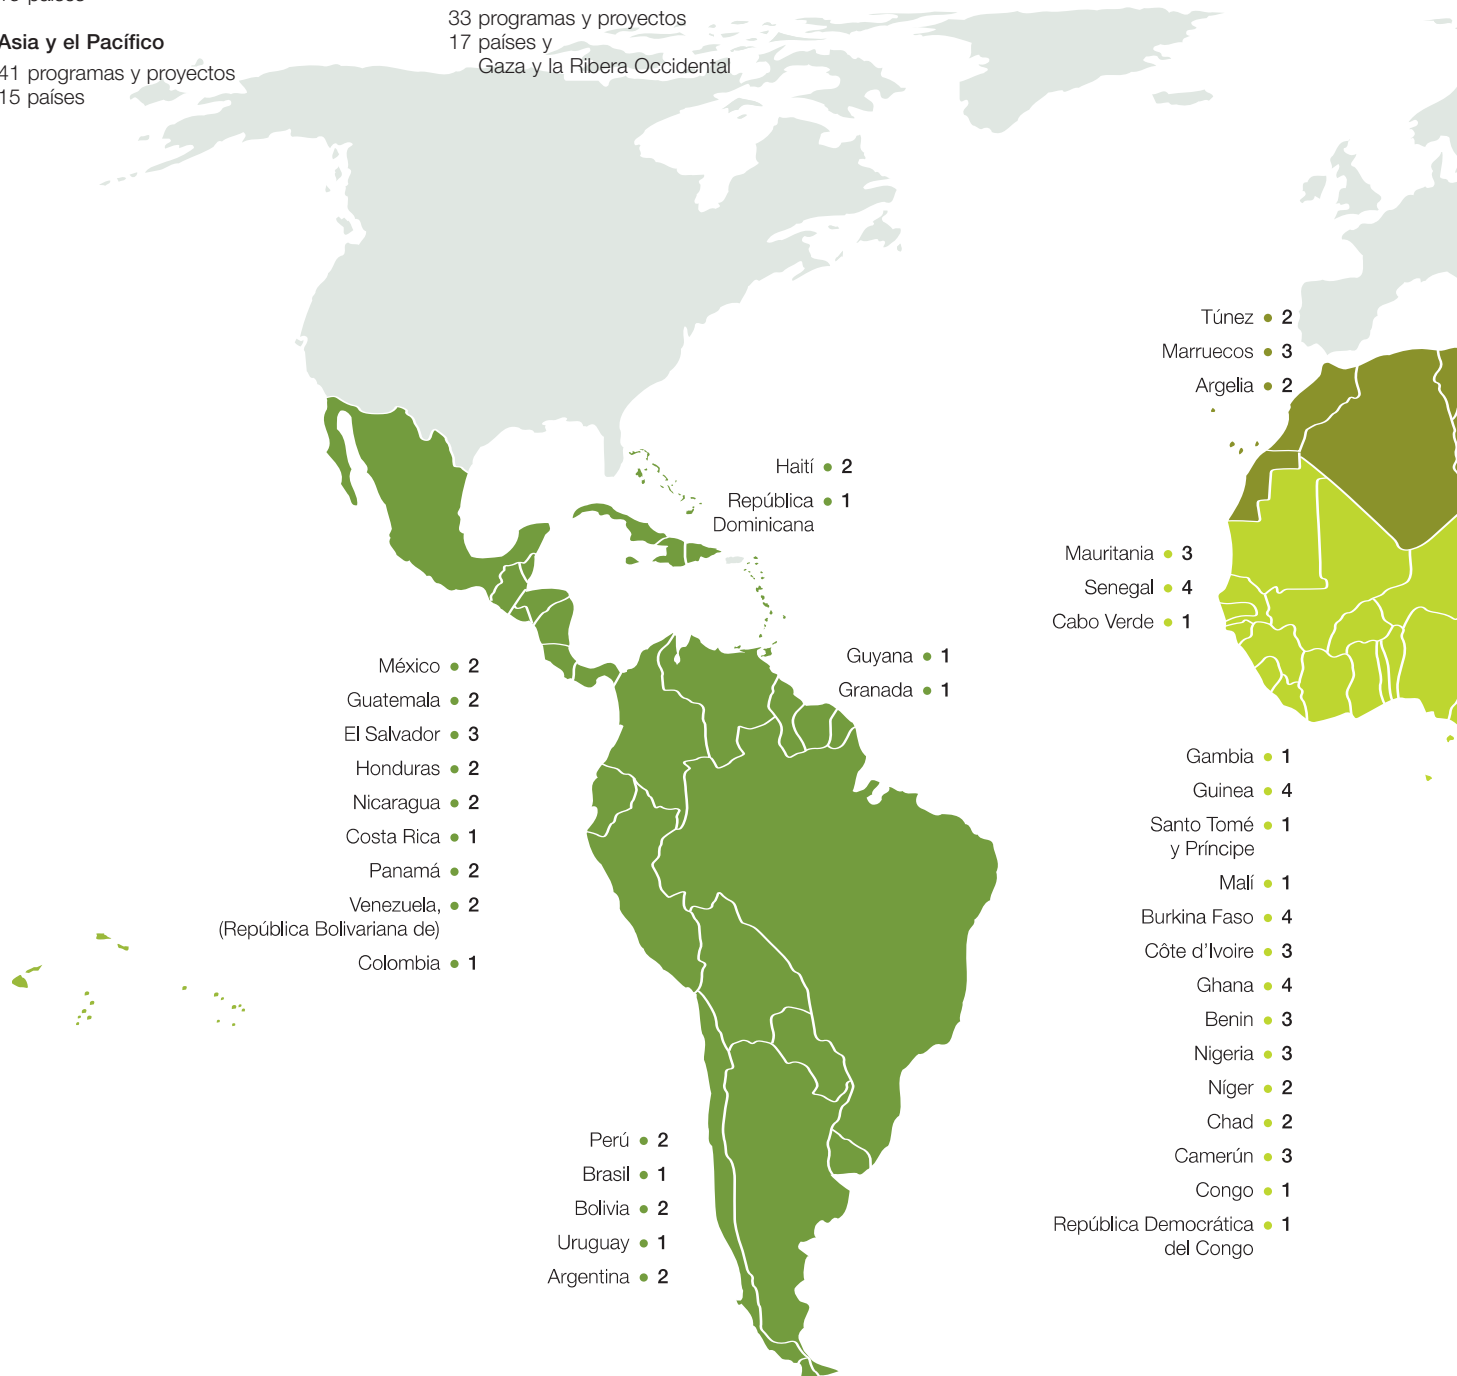 Asia y el Pacífico
41 programas y proyectos
15 países
33 programas y proyectos
17 países y
Gaza y la Ribera Occidental
Túnez • 2
Marruecos • 3
Argelia • 2
Haití • 2
República • 1
Dominicana
Mauritania • 3
Senegal • 4
Cabo Verde • 1
Guyana • 1
Granada • 1
México • 2
Guatemala • 2
El Salvador • 3
Honduras • 2
Nicaragua • 2
Costa Rica • 1
Panamá • 2
Venezuela, • 2
(República Bolivariana de)
Colombia • 1
Gambia • 1
Guinea • 4
Santo Tomé • 1
y Príncipe
Malí • 1
Burkina Faso • 4
Côte d'Ivoire • 3
Ghana • 4
Benin • 3
Nigeria • 3
Níger • 2
Chad • 2
Camerún • 3
Congo • 1
República Democrática • 1
del Congo
Perú • 2
Brasil • 1
Bolivia • 2
Uruguay • 1
Argentina • 2